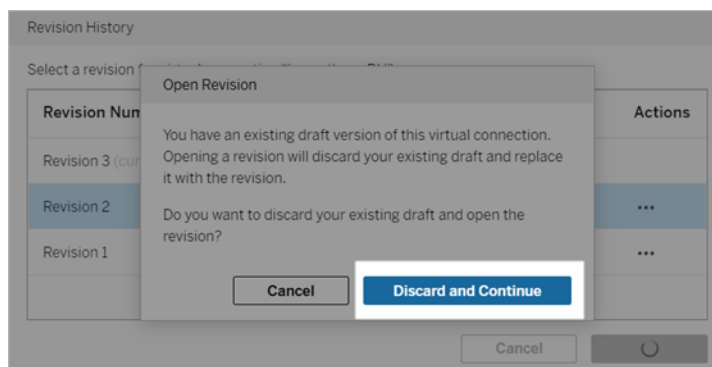 Revision History
Select a revision
Open Revision
Revision Num
Actions
You have an existing draft version of this virtual connection.
Opening a revision will discard your existing draft and replace
it with the revision.
Revision 3 (cur
Revision 2
Do you want to discard your existing draft and open the
revision?
Revision 1
Cancel
Discard and Continue
Cancel